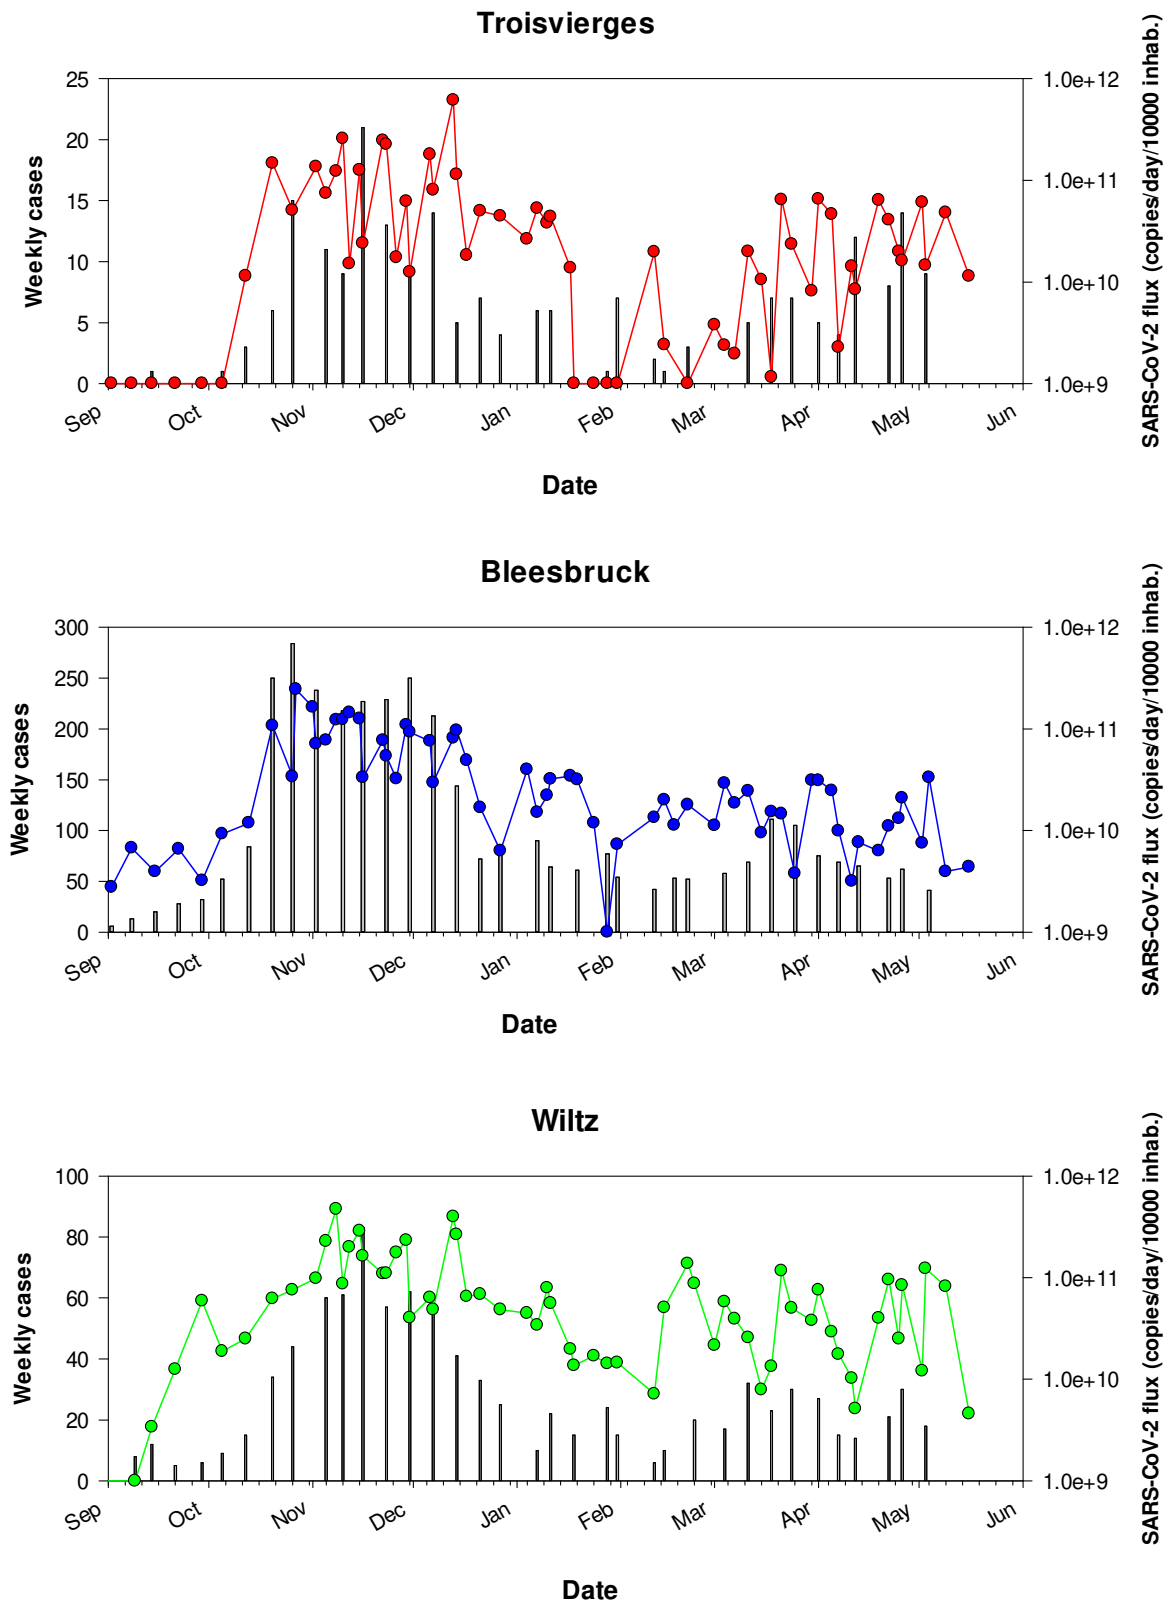 Troisvierges
25
20
15
10
5
0
Weekly cases
1.0e+12
1.0e+11
1.0e+10
1.0e+9
SARS-CoV-2 flux (copies/day/10000 inhab.)
Sep Oct Nov Dec Jan Feb Mar Apr May Jun
Date
Bleesbruck
300
250
200
150
100
50
0
Weekly cases
1.0e+12
1.0e+11
1.0e+10
1.0e+9
SARS-CoV-2 flux (copies/day/10000 inhab.)
Sep Oct Nov Dec Jan Feb Mar Apr May Jun
Date
Wiltz
100
80
60
40
20
0
Weekly cases
1.0e+12
1.0e+11
1.0e+10
1.0e+9
SARS-CoV-2 flux (copies/day/10000 inhab.)
Sep Oct Nov Dec Jan Feb Mar Apr May Jun
Date